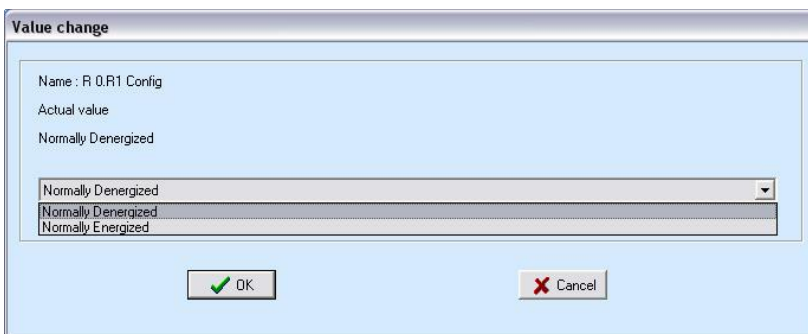 Value change
Name : R 0.R1 Config
Actual value
Normally Denergized
Normally Denergized
Normally Denergized
Normally Energized
OK
Cancel